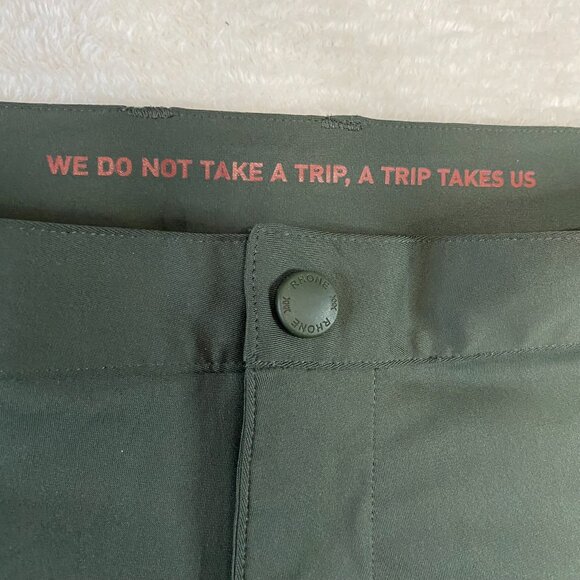 WE DO NOT TAKE A TRIP, A TRIP TAKES US
RHONE
RHONE